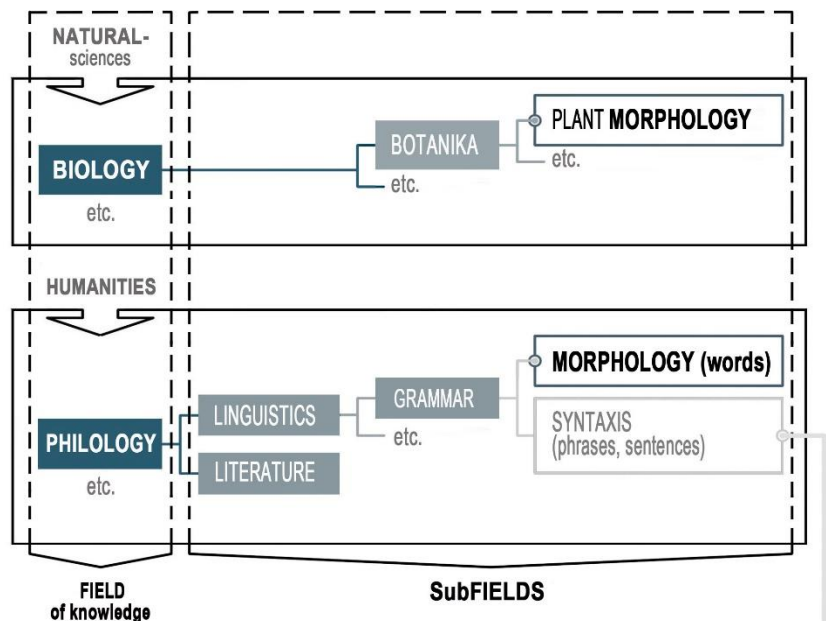 NATURAL-
sciences
BIOLOGY
etc.
BOTANIKA
etc.
PLANT MORPHOLOGY
etc.
HUMANITIES
PHILOLOGY
etc.
LINGUISTICS
LITERATURE
GRAMMAR
etc.
MORPHOLOGY (words)
SYNTAXIS
(phrases, sentences)
FIELD
of knowledge
SubFIELDS